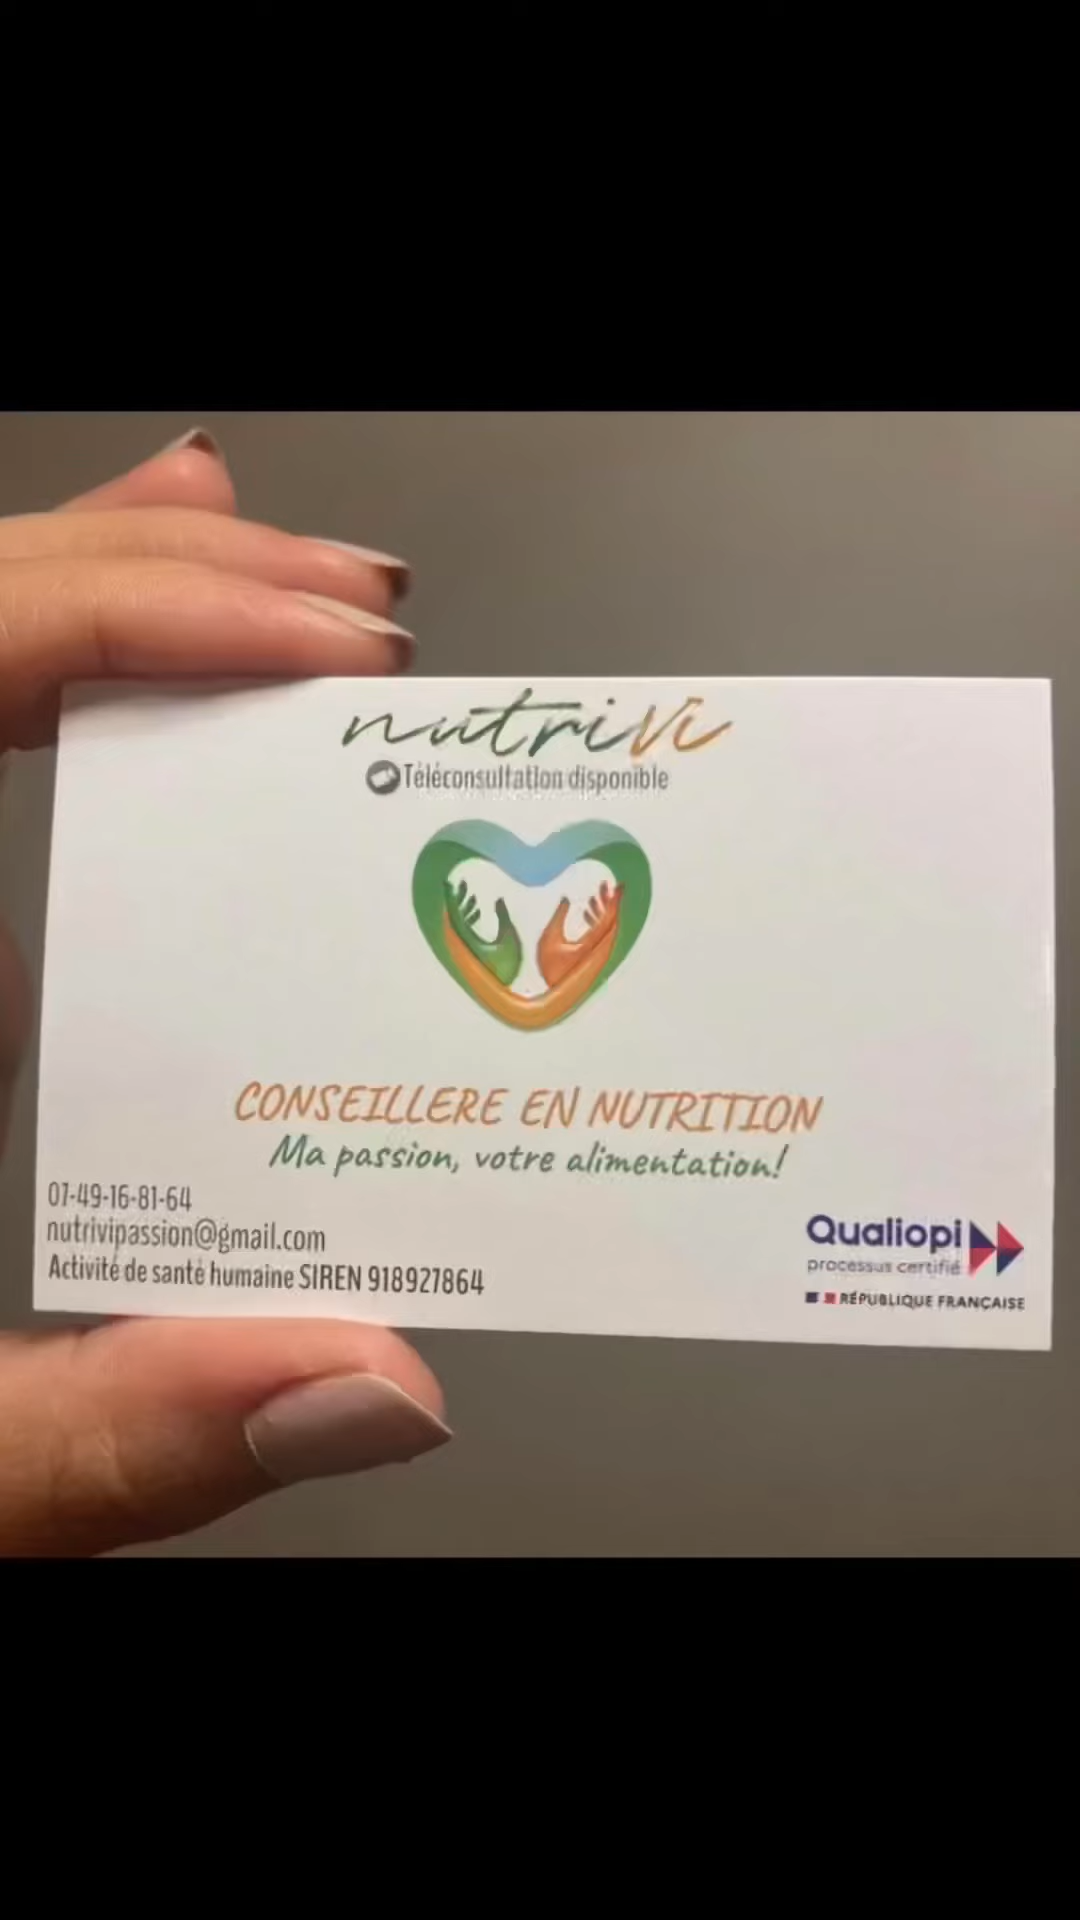 nutrivi
Téléconsultation disponible
CONSEILLERE EN NUTRITION
Ma passion, votre alimentation!
07-49-16-81-64
nutrivipassion@gmail.com
Activité de santé humaine SIREN 918927864
Qualiopi
processus certifié
RÉPUBLIQUE FRANÇAISE